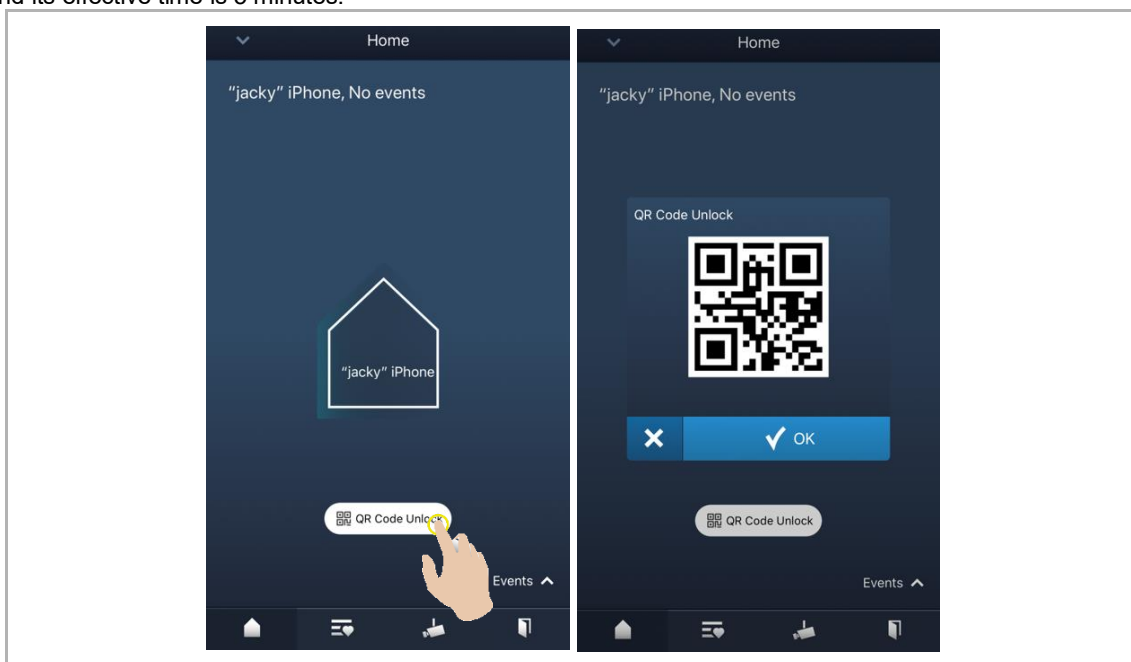 nd its effective time is 5 minutes.
Home
"jacky" iPhone, No events
"jacky" iPhone
QR Code Unlock
Events
Home
"jacky" iPhone, No events
QR Code Unlock
OK
QR Code Unlock
Events